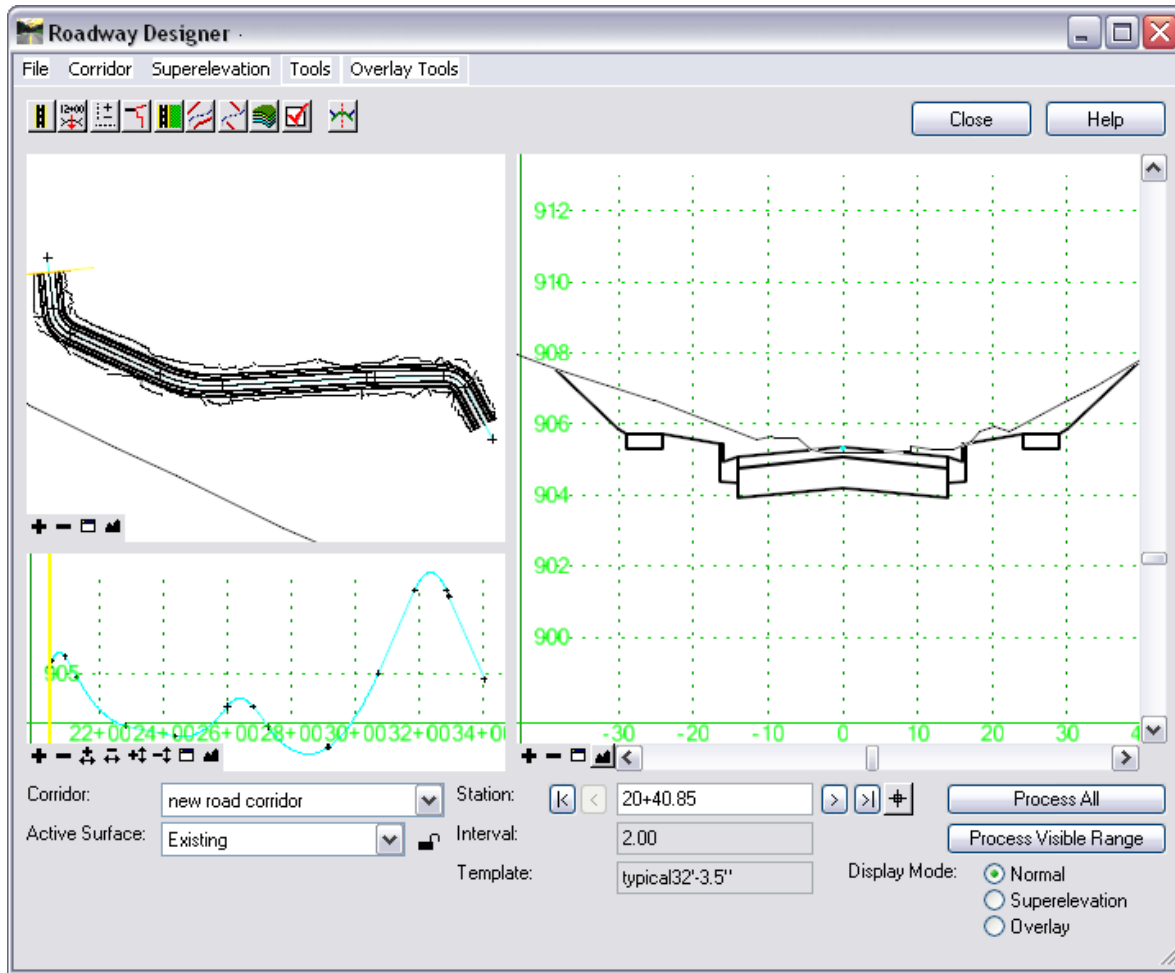 Roadway Designer
File Corridor Superelevation Tools Overlay Tools
12+00
Close Help
912
910
908
906
904
902
900
-30 -20 -10 0 10 20 30 4
905
22+00 24+00 26+00 28+00 30+00 32+00 34+0
Corridor: new road corridor Station: 20+40.85 Process All
Active Surface: Existing Interval: 2.00 Process Visible Range
Template: typical32'-3.5" Display Mode: Normal
Superelevation
Overlay